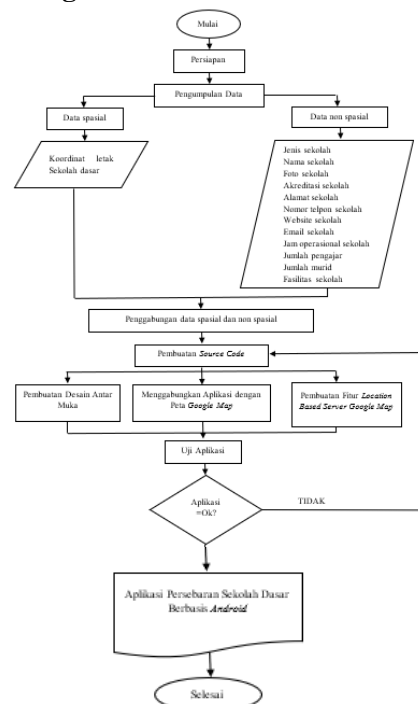 Mulai
Persiapan
Pengumpulan Data
Data spasial
Data non spasial
Koordinat letak
Sekolah dasar
Jenis sekolah
Nama sekolah
Foto sekolah
Akreditasi sekolah
Alamat sekolah
Nomor telpon sekolah
Website sekolah
Email sekolah
Jam operasional sekolah
Jumlah pengajar
Jumlah murid
Fasilitas sekolah
Penggabungan data spasial dan non spasial
Pembuatan Source Code
Pembuatan Desain Antar
Muka
Menggabungkan Aplikasi dengan
Peta Google Map
Pembuatan Fitur Location
Based Server Google Map
Uji Aplikasi
Aplikasi
=Ok?
TIDAK
Aplikasi Persebaran Sekolah Dasar
Berbasis Android
Selesai